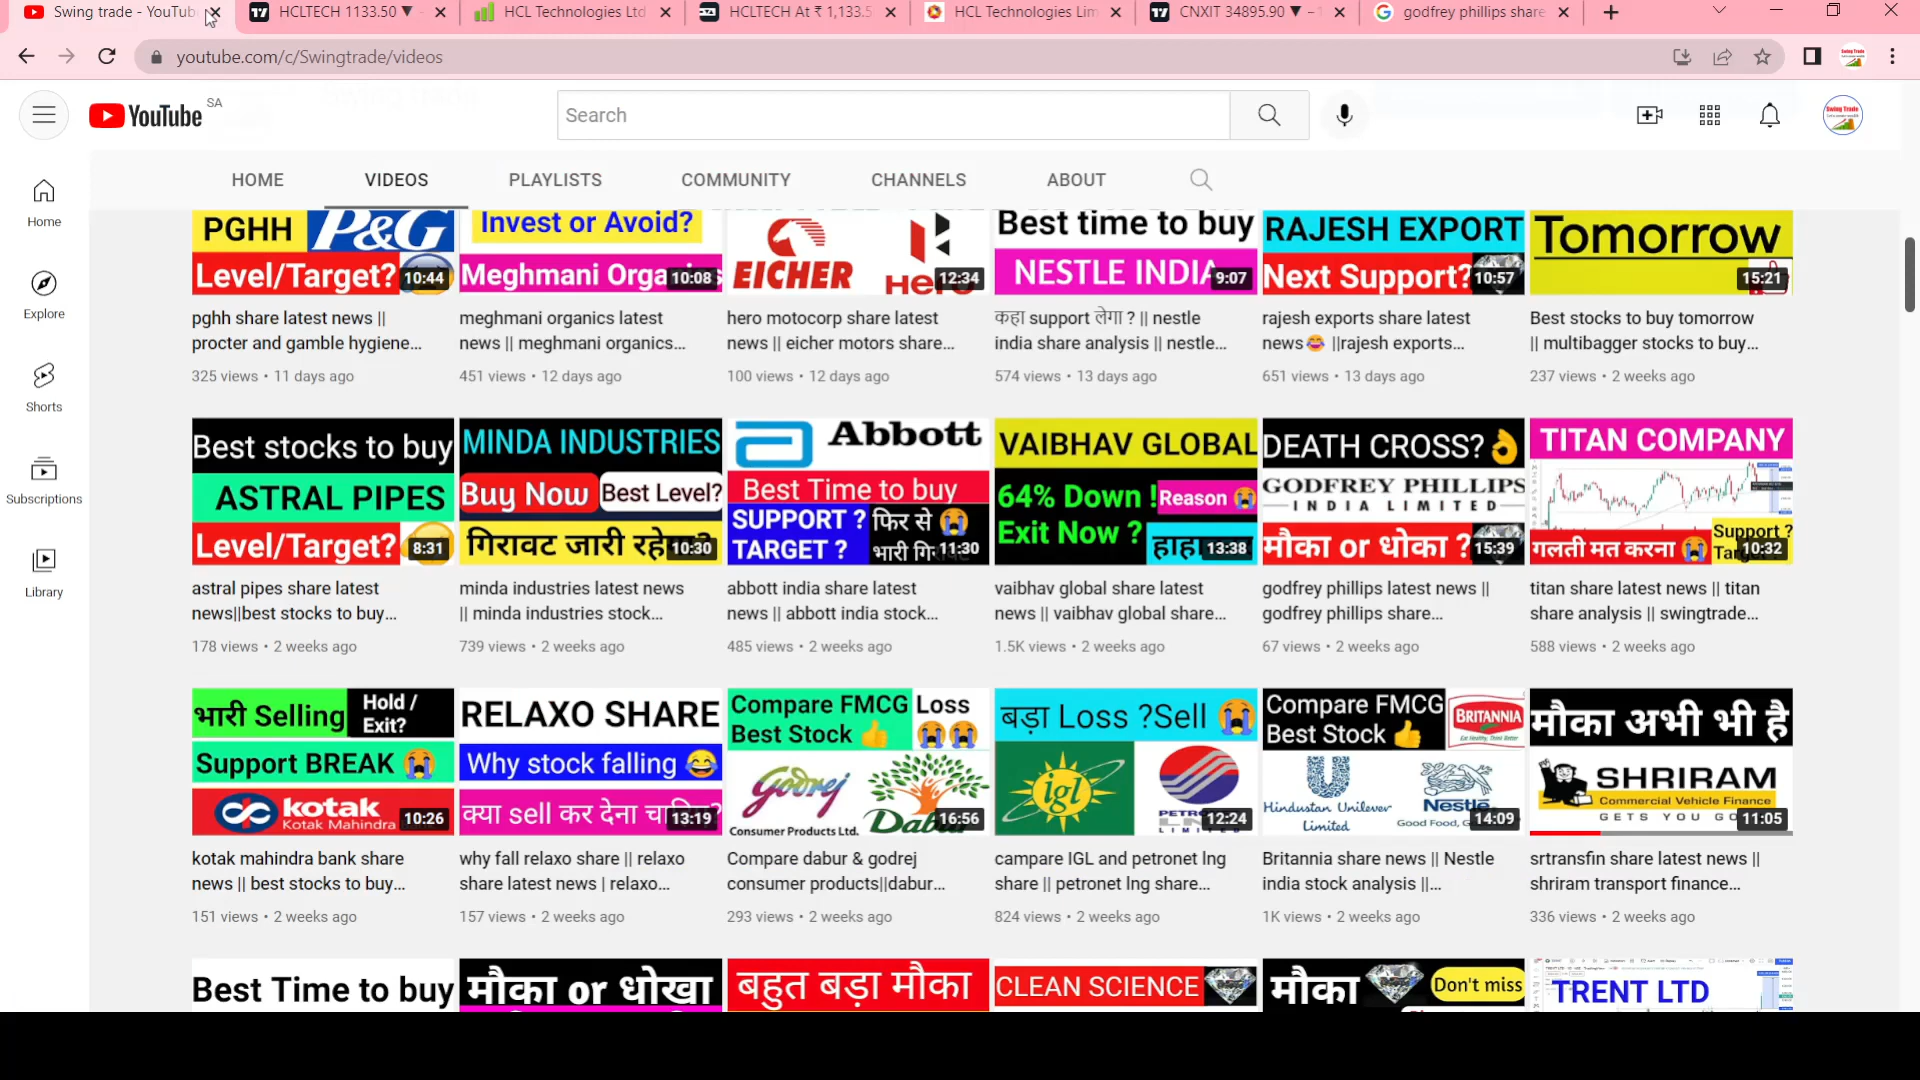 Swing trade - YouTub
HCLTECH 1133.50 ▼ -
HCL Technologies Ltd
HCLTECH At ₹ 1,133.5
HCL Technologies Lim
CNXIT 34895.90 ▼ -1
godfrey phillips share
youtube.com/c/Swingtrade/videos
YouTube SA
Search
HOME
VIDEOS
PLAYLISTS
COMMUNITY
CHANNELS
ABOUT
Home
Explore
Shorts
Subscriptions
Library
PGHH P&G
Level/Target? 10:44
pghh share latest news ||
procter and gamble hygiene...
325 views • 11 days ago
Invest or Avoid?
Meghmani Orga 10:08
meghmani organics latest
news || meghmani organics...
451 views • 12 days ago
EICHER
Hero 12:34
hero motocorp share latest
news || eicher motors share...
100 views • 12 days ago
Best time to buy
NESTLE INDIA 9:07
कहा support लेगा ? || nestle
india share analysis || nestle...
574 views • 13 days ago
RAJESH EXPORT
Next Support? 10:57
rajesh exports share latest
news😂 ||rajesh exports...
651 views • 13 days ago
Tomorrow
15:21
Best stocks to buy tomorrow
|| multibagger stocks to buy...
237 views • 2 weeks ago
Best stocks to buy
ASTRAL PIPES
Level/Target? 8:31
astral pipes share latest
news||best stocks to buy...
178 views • 2 weeks ago
MINDA INDUSTRIES
Buy Now Best Level?
गिरावट जारी रहे 10:30
minda industries latest news
|| minda industries stock...
739 views • 2 weeks ago
Abbott
Best Time to buy
SUPPORT ? फिर से 😭
TARGET ? भारी 11:30
abbott india share latest
news || abbott india stock...
485 views • 2 weeks ago
VAIBHAV GLOBAL
64% Down ! Reason 😭
Exit Now ?
हाहा 13:38
vaibhav global share latest
news || vaibhav global share...
1.5K views • 2 weeks ago
DEATH CROSS?👌
GODFREY PHILLIPS
INDIA LIMITED
मौका or धोका ? 15:39
godfrey phillips latest news ||
godfrey phillips share...
67 views • 2 weeks ago
TITAN COMPANY
Support ?
गलती मत करना 😭 10:32
titan share latest news || titan
share analysis || swingtrade...
588 views • 2 weeks ago
भारी Selling Hold /
Exit?
Support BREAK 😭
kotak
Kotak Mahindra 10:26
kotak mahindra bank share
news || best stocks to buy...
151 views • 2 weeks ago
RELAXO SHARE
Why stock falling 😂
क्या sell कर देना 13:19
why fall relaxo share || relaxo
share latest news | relaxo...
157 views • 2 weeks ago
Compare FMCG Loss
Best Stock 👍 😭😭
Godrej
Consumer Products Ltd. Dabur 16:56
Compare dabur & godrej
consumer products||dabur...
293 views • 2 weeks ago
बड़ा Loss ?Sell 😭
igl
12:24
campare IGL and petronet lng
share || petronet lng share...
824 views • 2 weeks ago
Compare FMCG BRITANNIA
Best Stock 👍 Eat Healthy, Think Better
Hindustan Unilever Nestle
Limited Good Food, 14:09
Britannia share news || Nestle
india stock analysis ||...
1K views • 2 weeks ago
मौका अभी भी है
SHRIRAM
Commercial Vehicle Finance
GETS YOU GO 11:05
srtransfin share latest news ||
shriram transport finance...
336 views • 2 weeks ago
Best Time to buy
मौका or धोखा
बहुत बड़ा मौका
CLEAN SCIENCE
मौका Don't miss
TRENT LTD